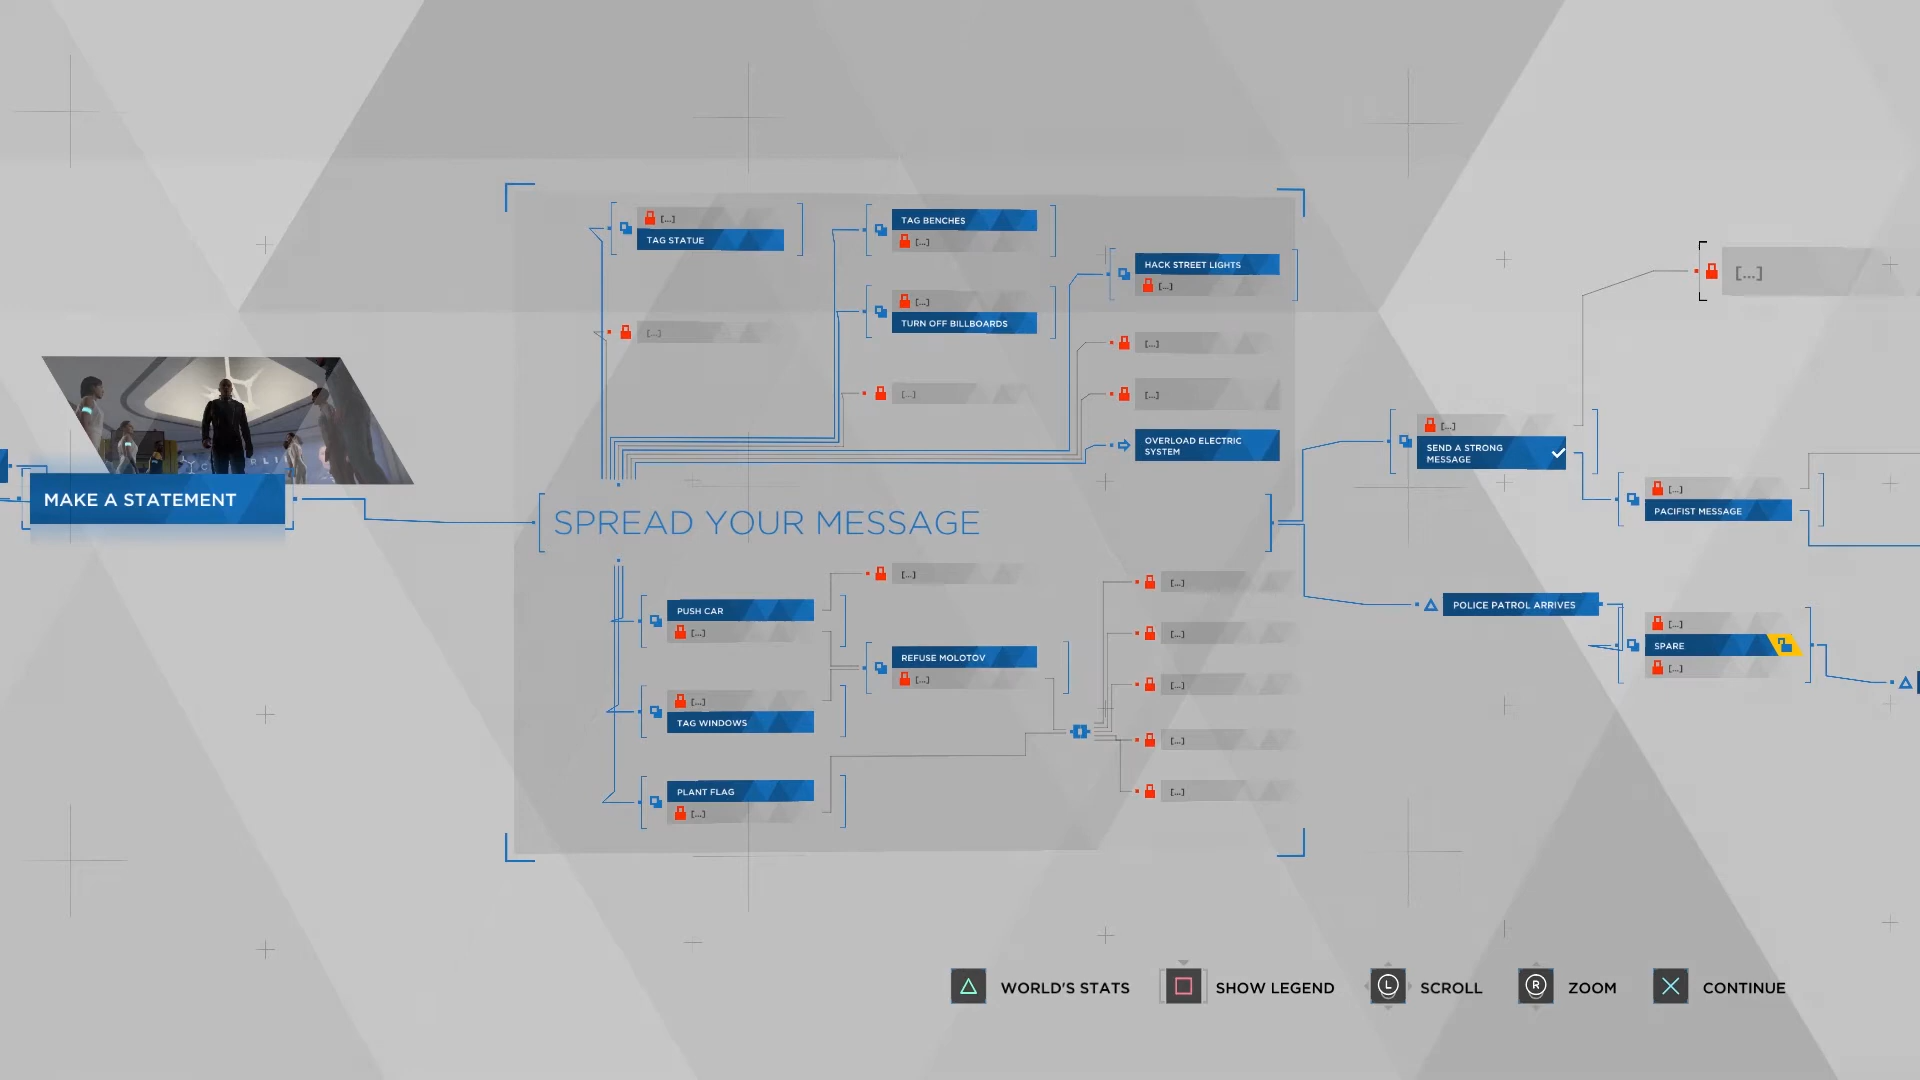 [...]
TAG STATUE
[...]
TAG BENCHES
[...]
[...]
TURN OFF BILLBOARDS
[...]
HACK STREET LIGHTS
[...]
[...]
[...]
OVERLOAD ELECTRIC
SYSTEM
MAKE A STATEMENT
SPREAD YOUR MESSAGE
PUSH CAR
[...]
[...]
TAG WINDOWS
PLANT FLAG
[...]
[...]
REFUSE MOLOTOV
[...]
[...]
[...]
[...]
[...]
[...]
[...]
SEND A STRONG
MESSAGE
[...]
[...]
PACIFIST MESSAGE
POLICE PATROL ARRIVES
[...]
SPARE
[...]
WORLD'S STATS
SHOW LEGEND
L
SCROLL
R
ZOOM
CONTINUE